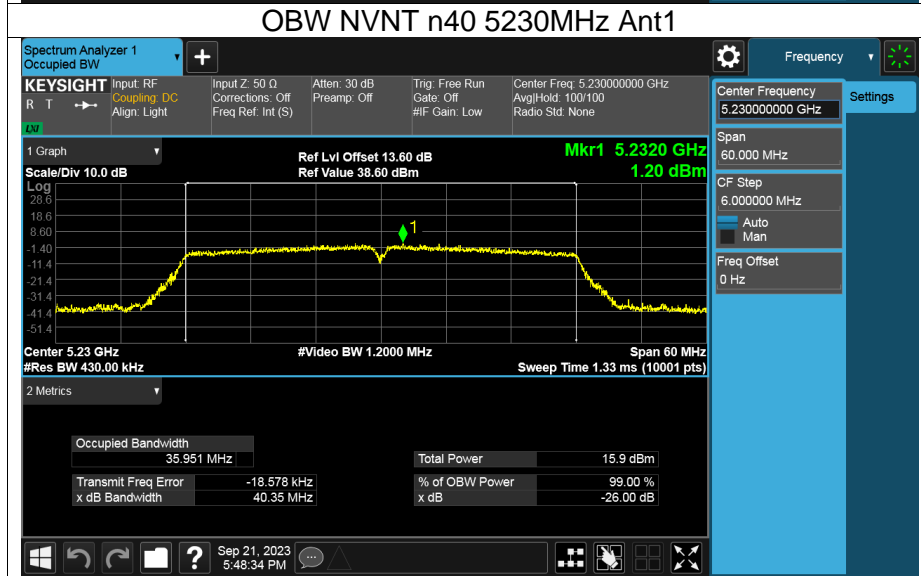 OBW NVNT n40 5230MHz Ant1
Spectrum Analyzer 1
Occupied BW
Frequency
KEYSIGHT
R T
LXI
Input: RF
Coupling: DC
Align: Light
Input Z: 50 Ω
Corrections: Off
Freq Ref: Int (S)
Atten: 30 dB
Preamp: Off
Trig: Free Run
Gate: Off
#IF Gain: Low
Center Freq: 5.230000000 GHz
Avg|Hold: 100/100
Radio Std: None
Center Frequency
5.230000000 GHz
Settings
Span
60.000 MHz
CF Step
6.000000 MHz
Auto
Man
Freq Offset
0 Hz
1 Graph
Ref Lvl Offset 13.60 dB
Mkr1 5.2320 GHz
Scale/Div 10.0 dB
Ref Value 38.60 dBm
1.20 dBm
Log
28.6
18.6
8.60
-1.40
-11.4
-21.4
-31.4
-41.4
-51.4
1
Center 5.23 GHz
#Video BW 1.2000 MHz
Span 60 MHz
#Res BW 430.00 kHz
Sweep Time 1.33 ms (10001 pts)
2 Metrics
Occupied Bandwidth
35.951 MHz
Total Power 15.9 dBm
Transmit Freq Error -18.578 kHz
% of OBW Power 99.00 %
x dB Bandwidth 40.35 MHz
x dB -26.00 dB
?
Sep 21, 2023
5:48:34 PM